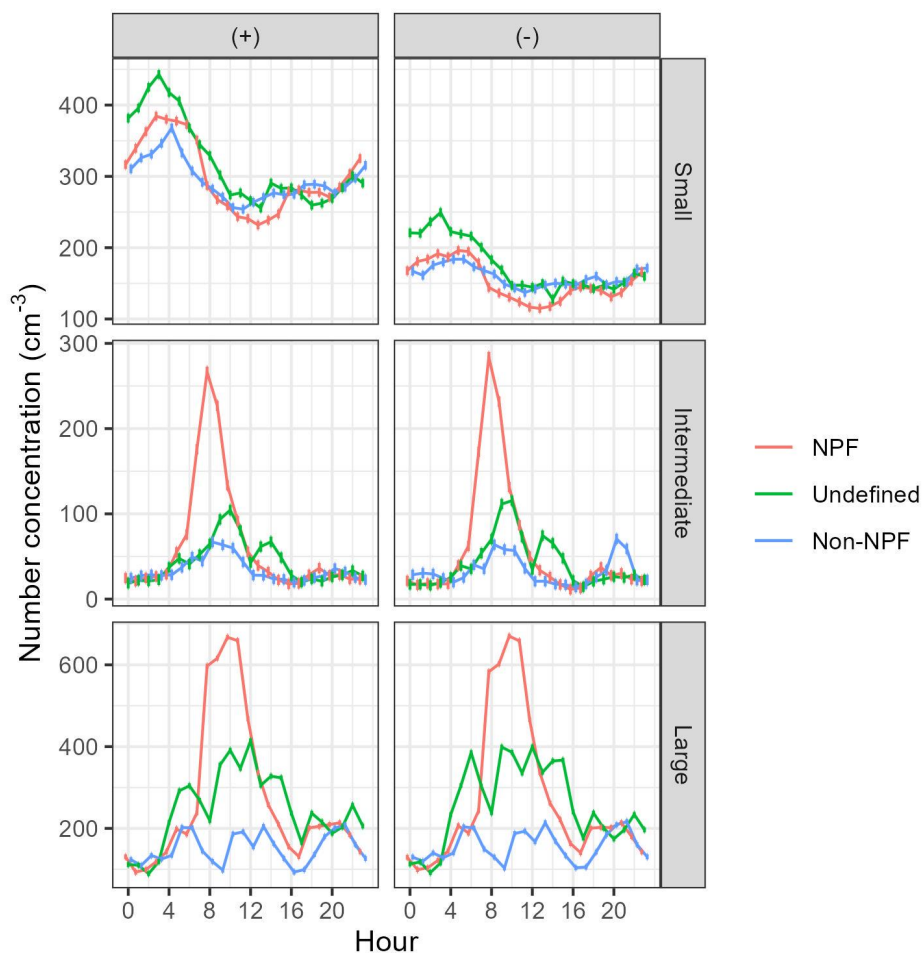 (+)
(-)
Number concentration (cm⁻³)
400
300
200
100
Small
300
200
100
0
Intermediate
600
400
200
Large
0 4 8 12 16 20
0 4 8 12 16 20
Hour
NPF
Undefined
Non-NPF